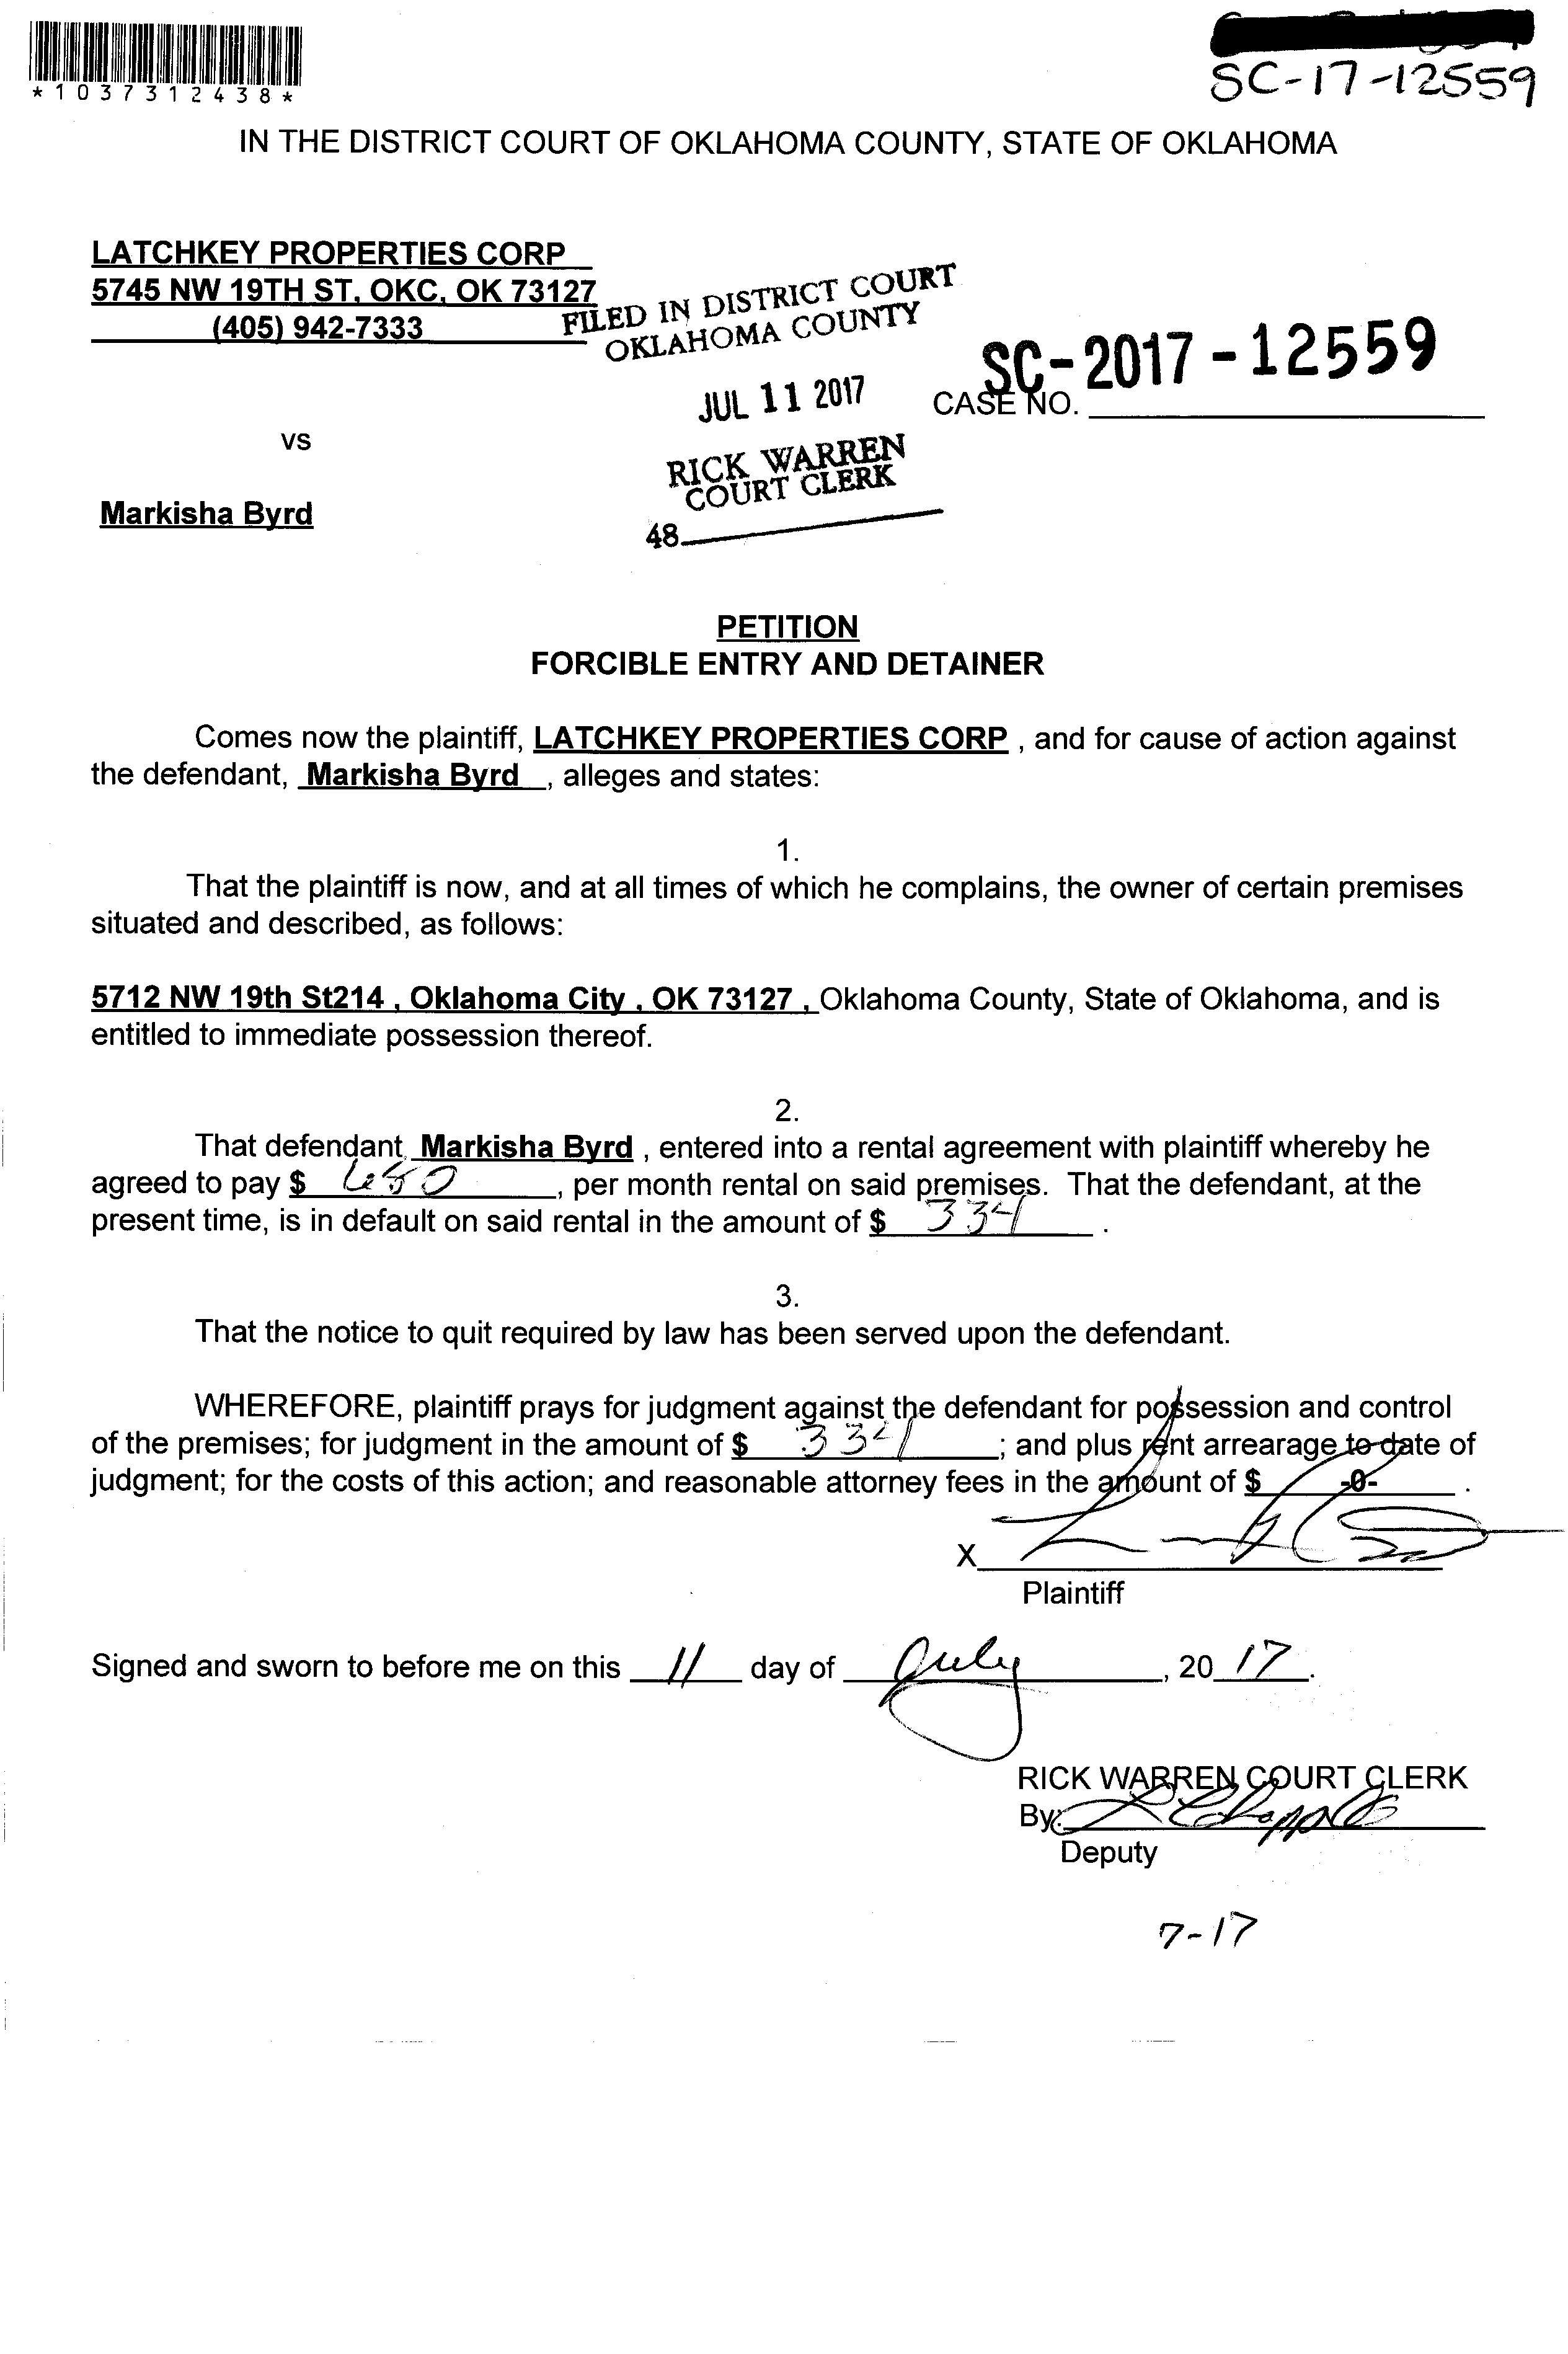 *1037312438*
SC-17-12559
IN THE DISTRICT COURT OF OKLAHOMA COUNTY, STATE OF OKLAHOMA
LATCHKEY PROPERTIES CORP
5745 NW 19TH ST, OKC, OK 73127
(405) 942-7333
FILED IN DISTRICT COURT
OKLAHOMA COUNTY
JUL 11 2017
SC-2017-12559
CASE NO.
vs
RICK WARREN
COURT CLERK
Markisha Byrd
48
PETITION
FORCIBLE ENTRY AND DETAINER
Comes now the plaintiff, LATCHKEY PROPERTIES CORP , and for cause of action against
the defendant, Markisha Byrd , alleges and states:
1.
That the plaintiff is now, and at all times of which he complains, the owner of certain premises
situated and described, as follows:
5712 NW 19th St214 , Oklahoma City , OK 73127 , Oklahoma County, State of Oklahoma, and is
entitled to immediate possession thereof.
2.
That defendant, Markisha Byrd , entered into a rental agreement with plaintiff whereby he
agreed to pay $ , per month rental on said premises. That the defendant, at the
present time, is in default on said rental in the amount of $ 334 .
3.
That the notice to quit required by law has been served upon the defendant.
WHEREFORE, plaintiff prays for judgment against the defendant for possession and control
of the premises; for judgment in the amount of $ 334 ; and plus rent arrearage to date of
judgment; for the costs of this action; and reasonable attorney fees in the amount of $ -0- .
X
Plaintiff
Signed and sworn to before me on this 11 day of July , 20 17 .
RICK WARREN COURT CLERK
By:
Deputy
7-17